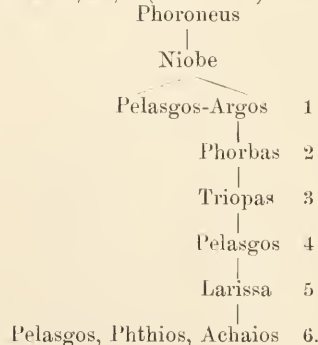 Phoroneus
Niobe
Pelasgos-Argos 1
Phorbas 2
Triopas 3
Pelasgos 4
Larissa 5
Pelasgos, Phthios, Achaios 6.